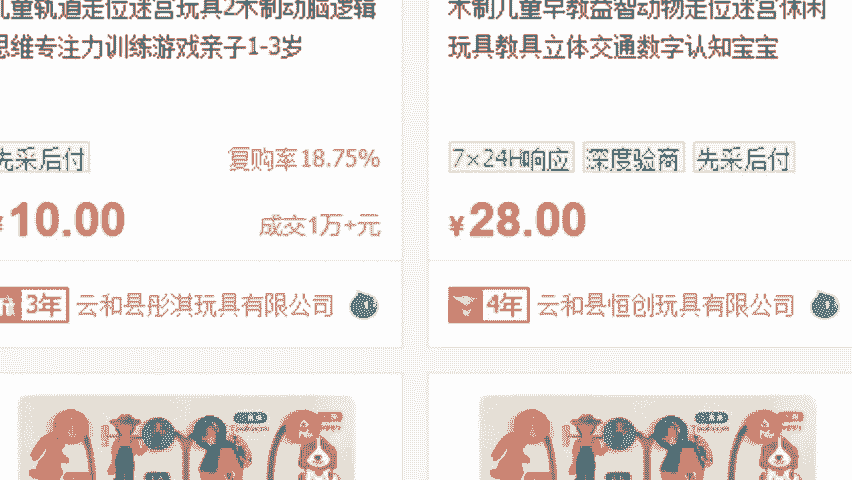 儿童轨道走位迷宫玩具2木制动脑逻辑
思维专注力训练游戏亲子1-3岁
先采后付
复购率18.75%
¥10.00
成交1万+元
3年 云和县彤淇玩具有限公司
木制儿童早教益智动物走位迷宫休闲
玩具教具立体交通数字认知宝宝
7×24H响应 深度验商 先采后付
¥28.00
4年 云和县恒创玩具有限公司